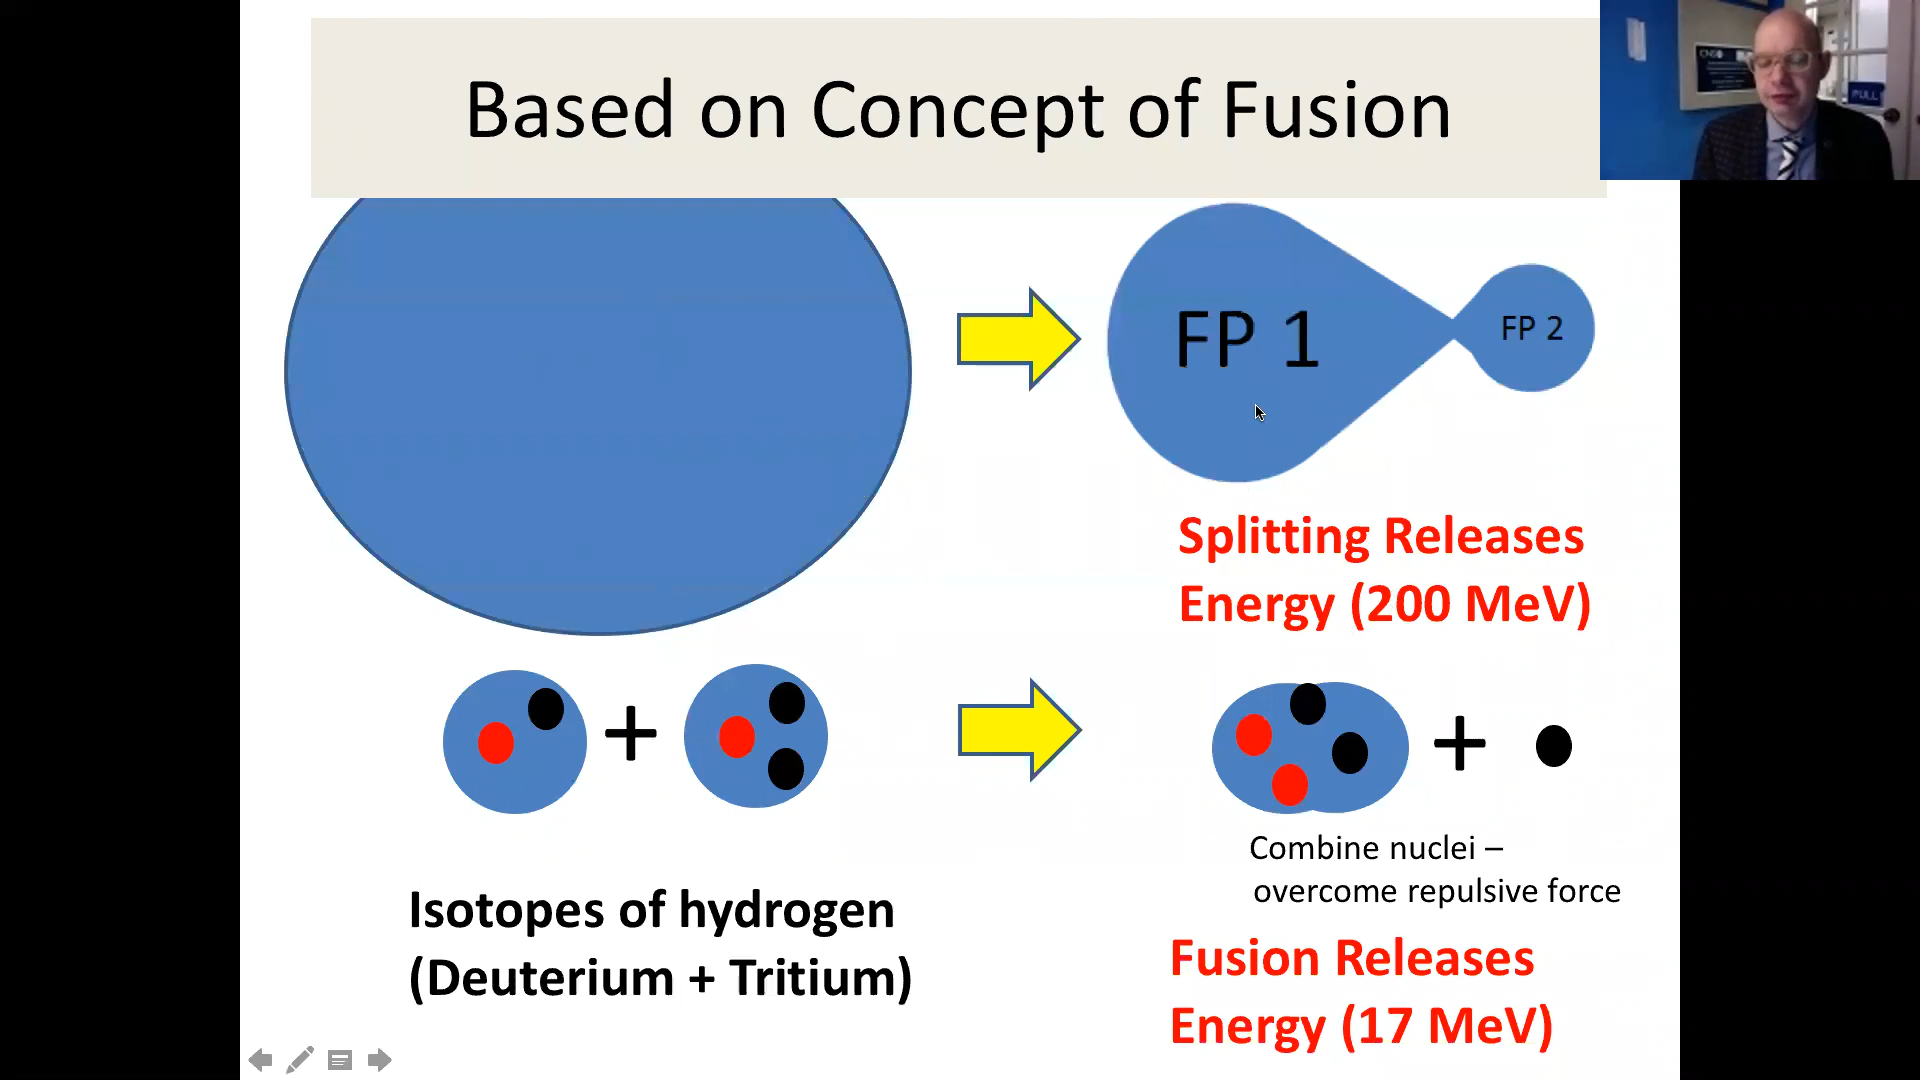 Based on Concept of Fusion
PULL
FP 1
FP 2
Splitting Releases
Energy (200 MeV)
+
+
Combine nuclei –
overcome repulsive force
Isotopes of hydrogen
(Deuterium + Tritium)
Fusion Releases
Energy (17 MeV)